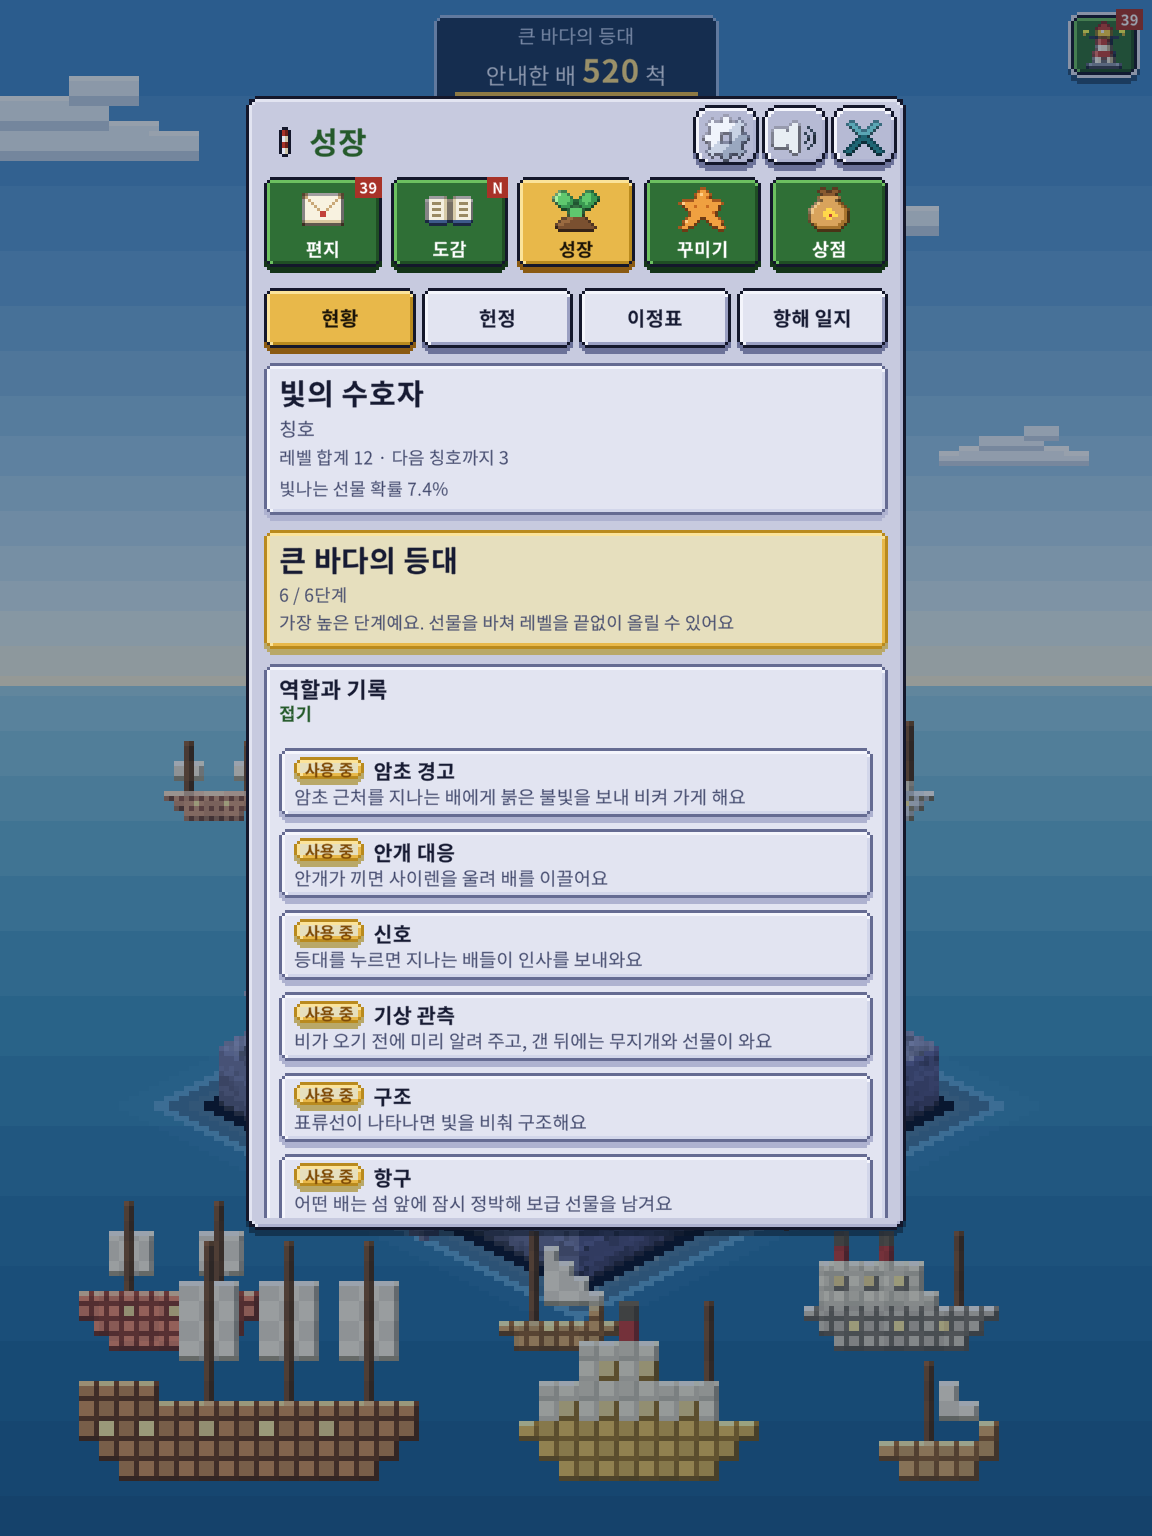 큰 바다의 등대
안내한 배 520 척
39
성장
39
N
편지
도감
성장
꾸미기
상점
현황
헌정
이정표
항해 일지
빛의 수호자
칭호
레벨 합계 12 · 다음 칭호까지 3
빛나는 선물 확률 7.4%
큰 바다의 등대
6 / 6단계
가장 높은 단계예요. 선물을 바쳐 레벨을 끝없이 올릴 수 있어요
역할과 기록
접기
사용 중 암초 경고
암초 근처를 지나는 배에게 붉은 불빛을 보내 비켜 가게 해요
사용 중 안개 대응
안개가 끼면 사이렌을 울려 배를 이끌어요
사용 중 신호
등대를 누르면 지나는 배들이 인사를 보내와요
사용 중 기상 관측
비가 오기 전에 미리 알려 주고, 갠 뒤에는 무지개와 선물이 와요
사용 중 구조
표류선이 나타나면 빛을 비춰 구조해요
사용 중 항구
어떤 배는 섬 앞에 잠시 정박해 보급 선물을 남겨요